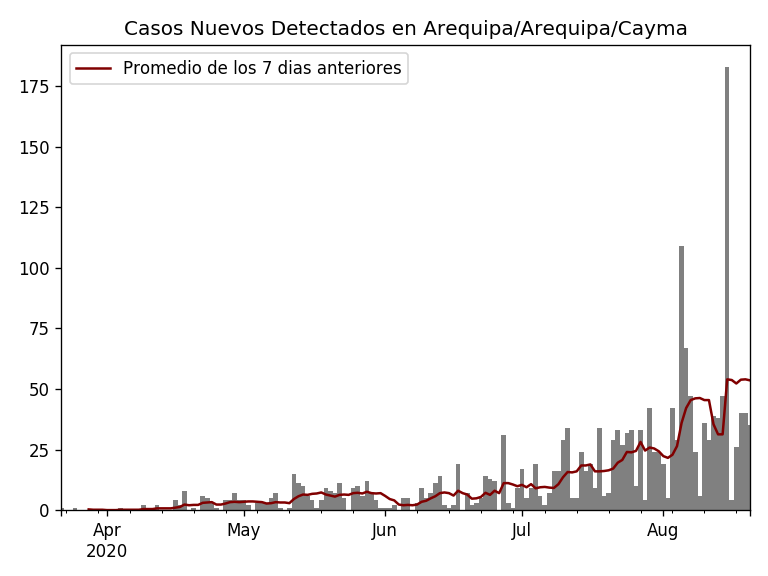 Casos Nuevos Detectados en Arequipa/Arequipa/Cayma
Promedio de los 7 dias anteriores
175
150
125
100
75
50
25
0
Apr
2020
May
Jun
Jul
Aug